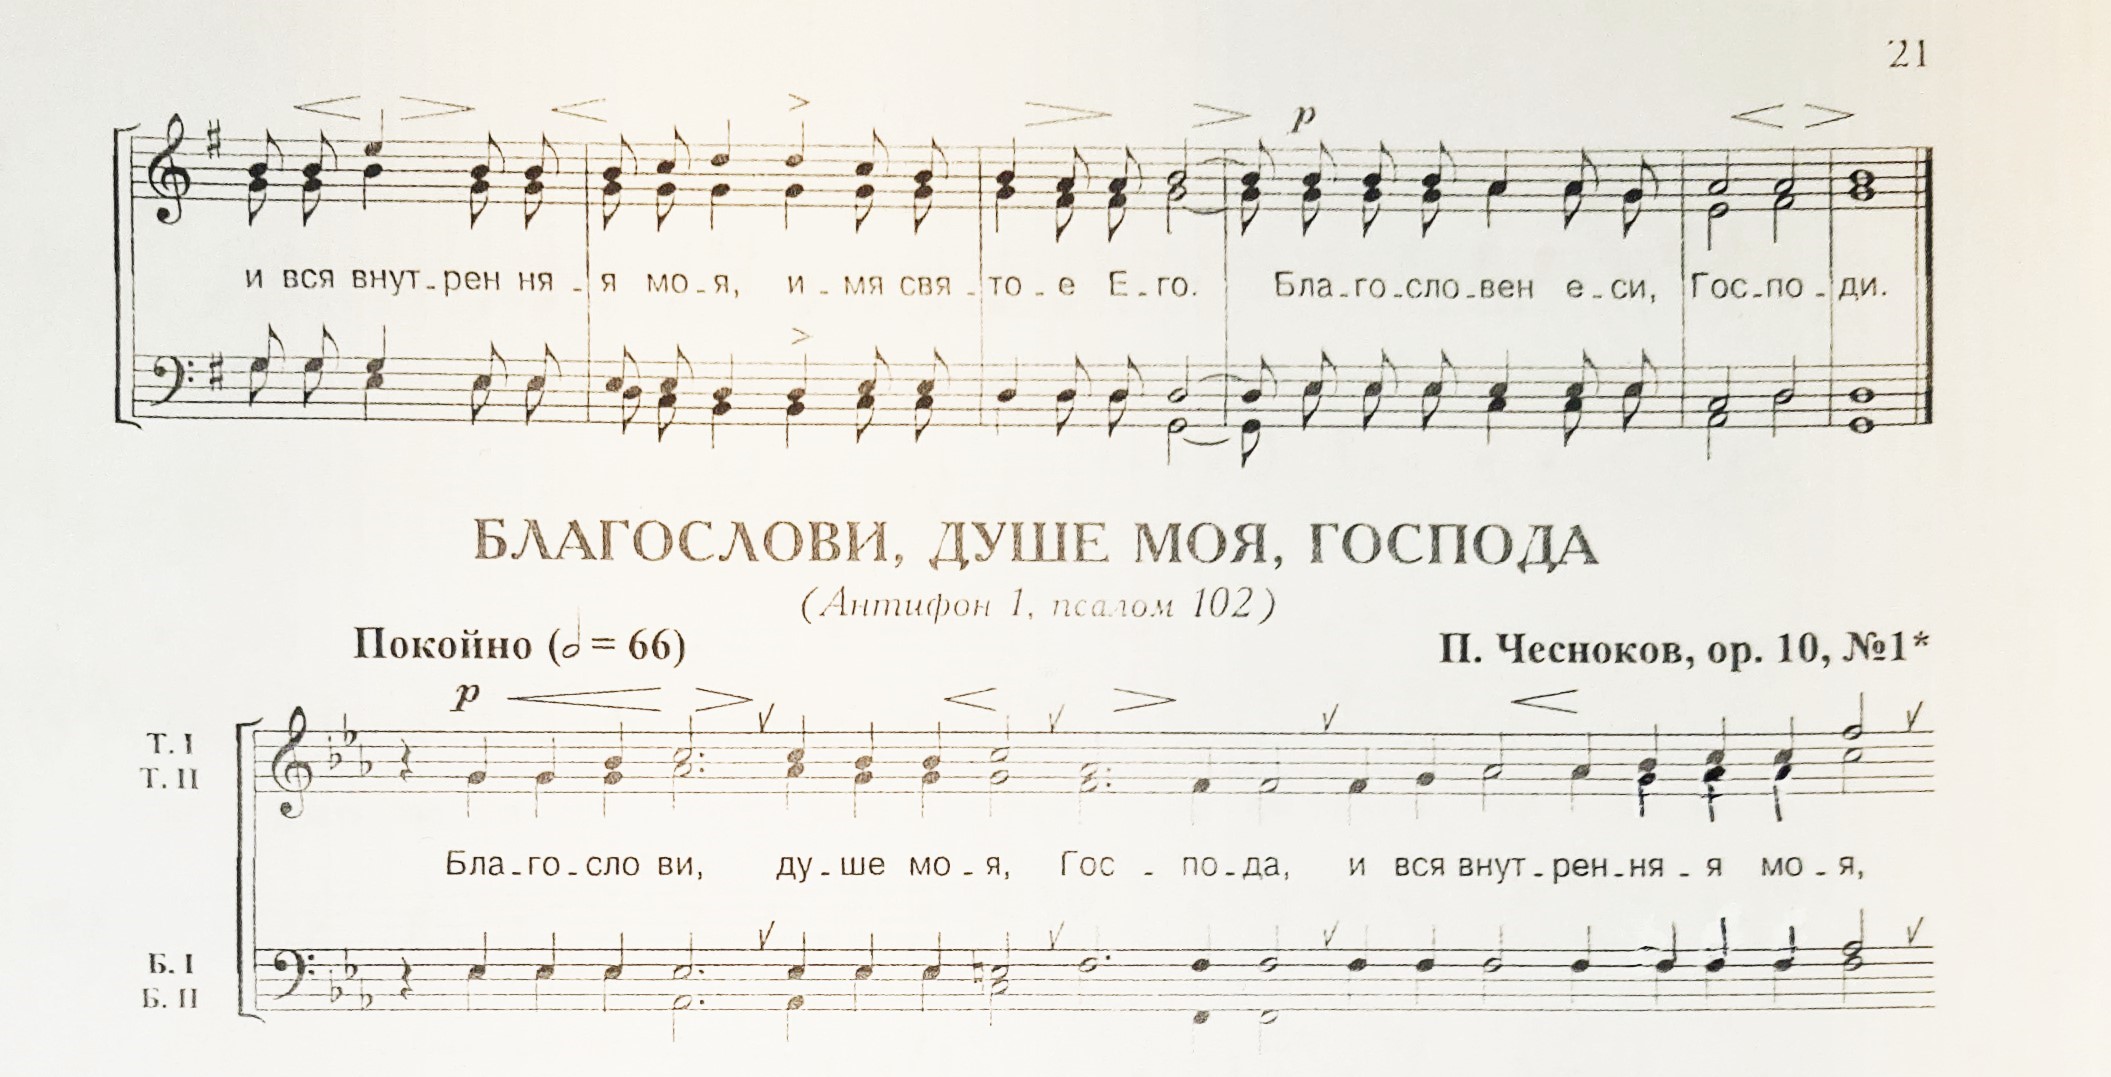 21
p
и вся внут-рен ня - я мо-я, и - мя свя - то - е Е-го. Бла-го-сло-вен е-си, Гос-по - ди.
БЛАГОСЛОВИ, ДУШЕ МОЯ, ГОСПОДА
(Антифон 1, псалом 102)
Покойно (𝅗𝅥 = 66) П. Чесноков, ор. 10, №1*
p
Т. I
Т. II
Бла-го-сло ви, ду-ше мо-я, Гос - по-да, и вся внут-рен-ня - я мо-я,
Б. I
Б. II